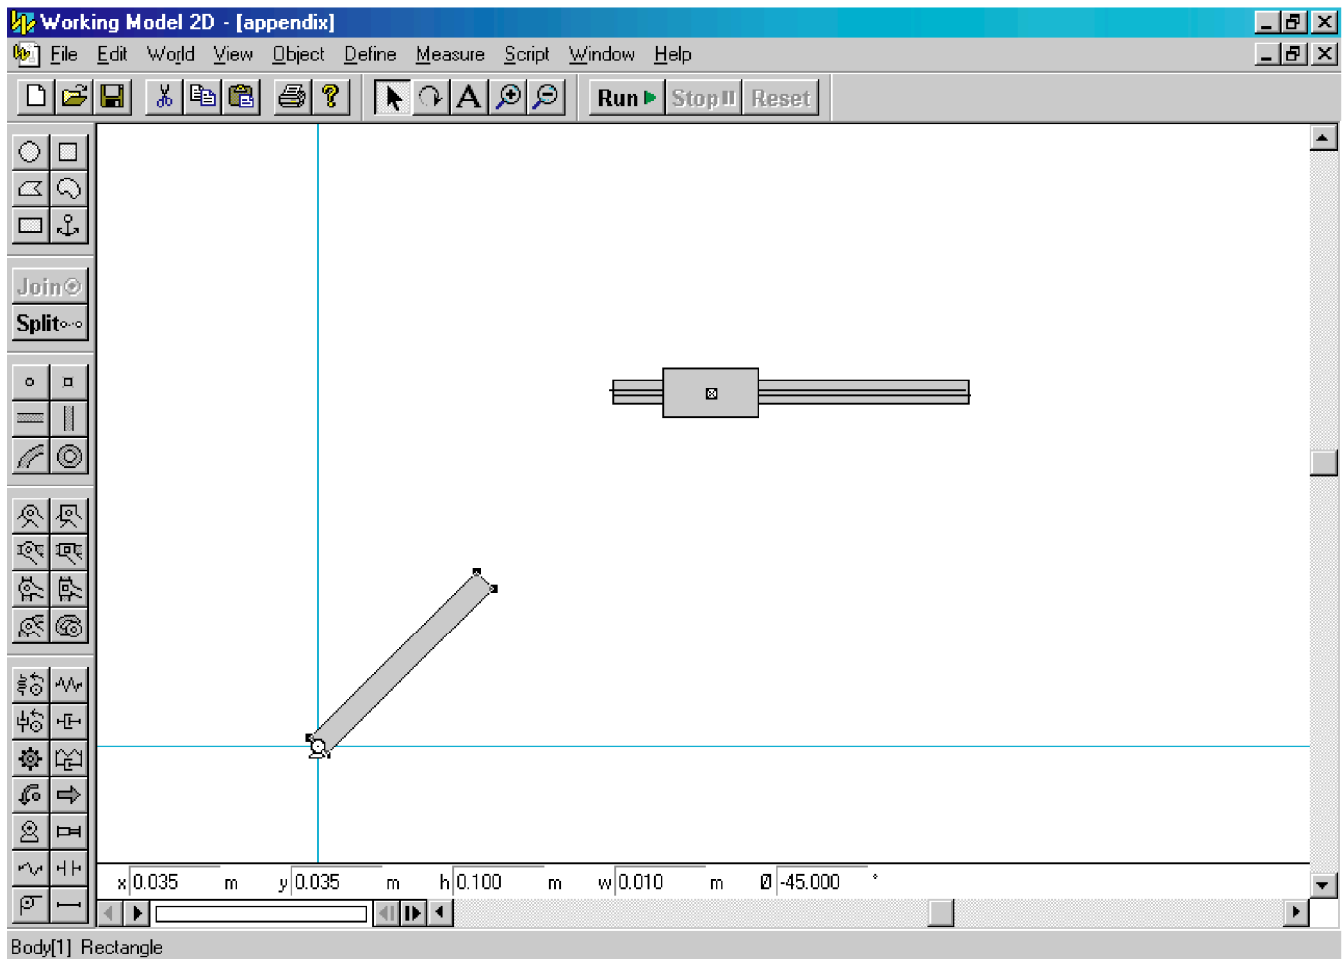 Working Model 2D - [appendix]
File Edit World View Object Define Measure Script Window Help
A Run Stop Reset
Join
Split
x 0.035 m y 0.035 m h 0.100 m w 0.010 m Ø -45.000 °
Body[1] Rectangle